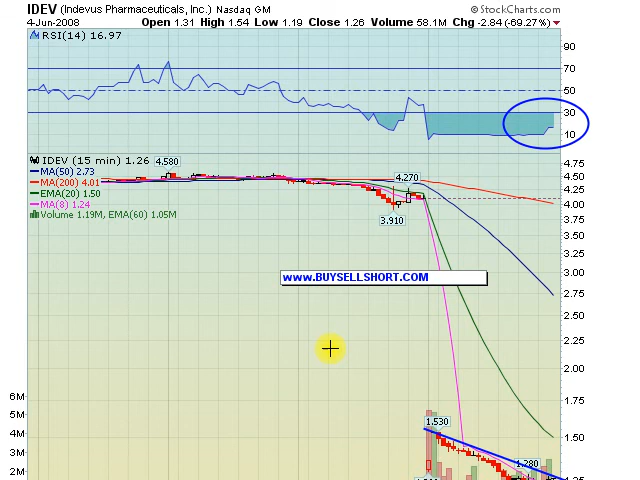 IDEV (Indevus Pharmaceuticals, Inc.) Nasdaq GM © StockCharts.com
4-Jun-2008 Open 1.31 High 1.54 Low 1.19 Close 1.26 Volume 58.1M Chg -2.84 (-69.27%)
RSI(14) 16.97
90
70
50
30
10
IDEV (15 min) 1.26
MA(50) 2.73
MA(200) 4.01
EMA(20) 1.50
MA(8) 1.24
Volume 1.19M, EMA(60) 1.05M
4.580
4.270
3.910
4.75
4.50
4.25
4.00
3.75
3.50
3.25
3.00
2.75
2.50
2.25
2.00
1.75
1.50
www.BUYSELLSHORT.COM
6M
5M
4M
3M
2M
1.530
1.280